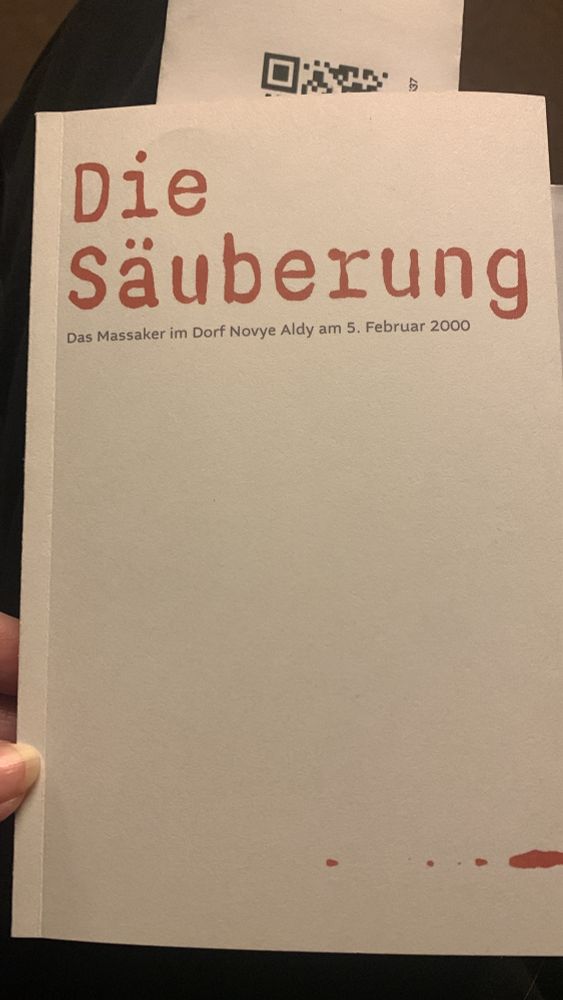 Die
Säuberung
Das Massaker im Dorf Novye Aldy am 5. Februar 2000